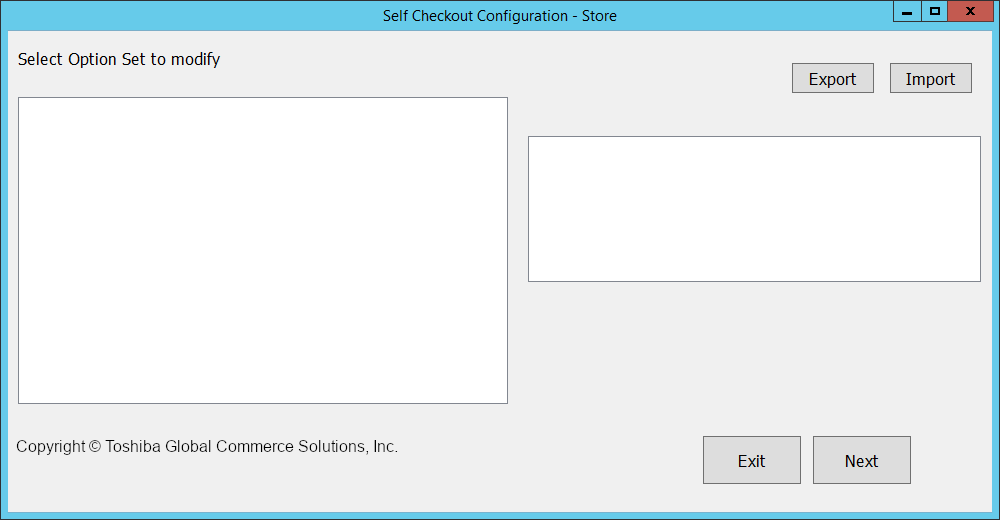 Self Checkout Configuration - Store
Select Option Set to modify
Export
Import
Copyright © Toshiba Global Commerce Solutions, Inc.
Exit
Next